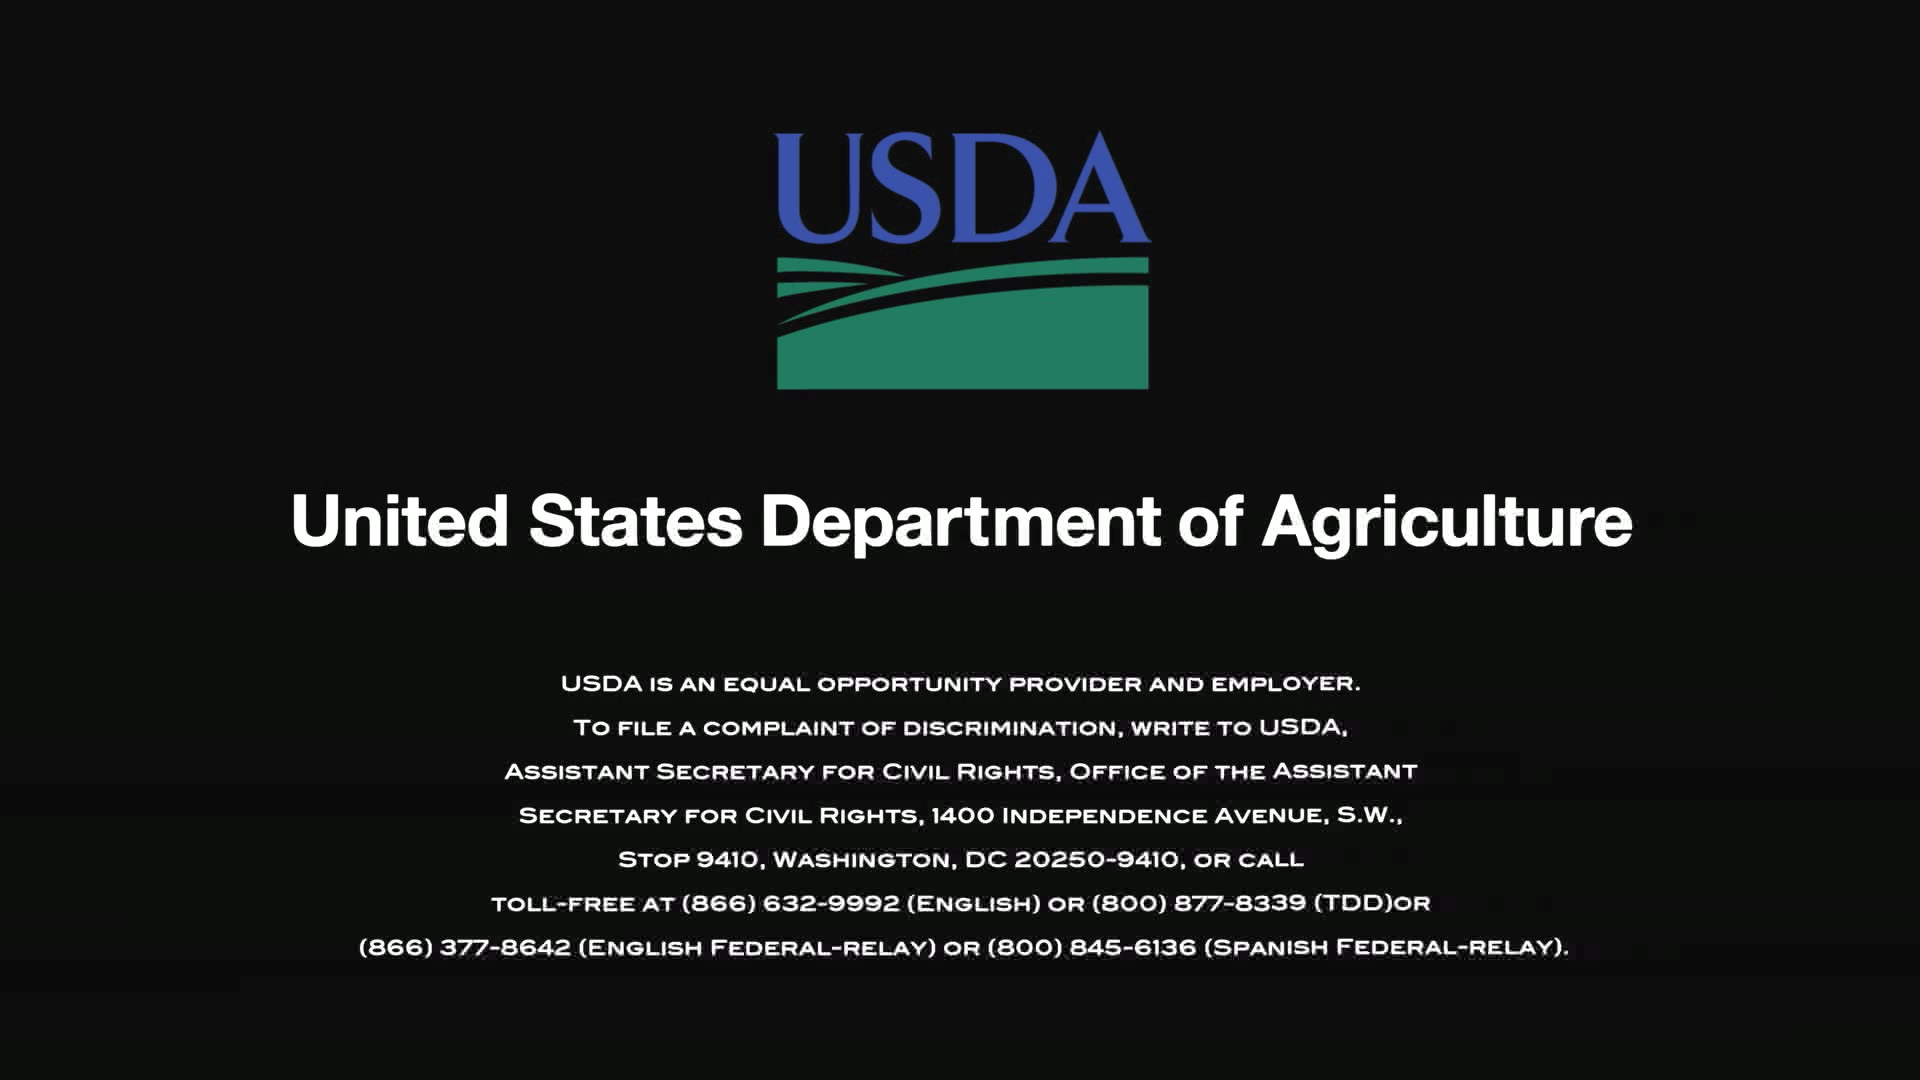 USDA
United States Department of Agriculture
USDA is an equal opportunity provider and employer.
To file a complaint of discrimination, write to USDA,
Assistant Secretary for Civil Rights, Office of the Assistant
Secretary for Civil Rights, 1400 Independence Avenue, S.W.,
Stop 9410, Washington, DC 20250-9410, or call
toll-free at (866) 632-9992 (English) or (800) 877-8339 (TDD)or
(866) 377-8642 (English Federal-relay) or (800) 845-6136 (Spanish Federal-relay).